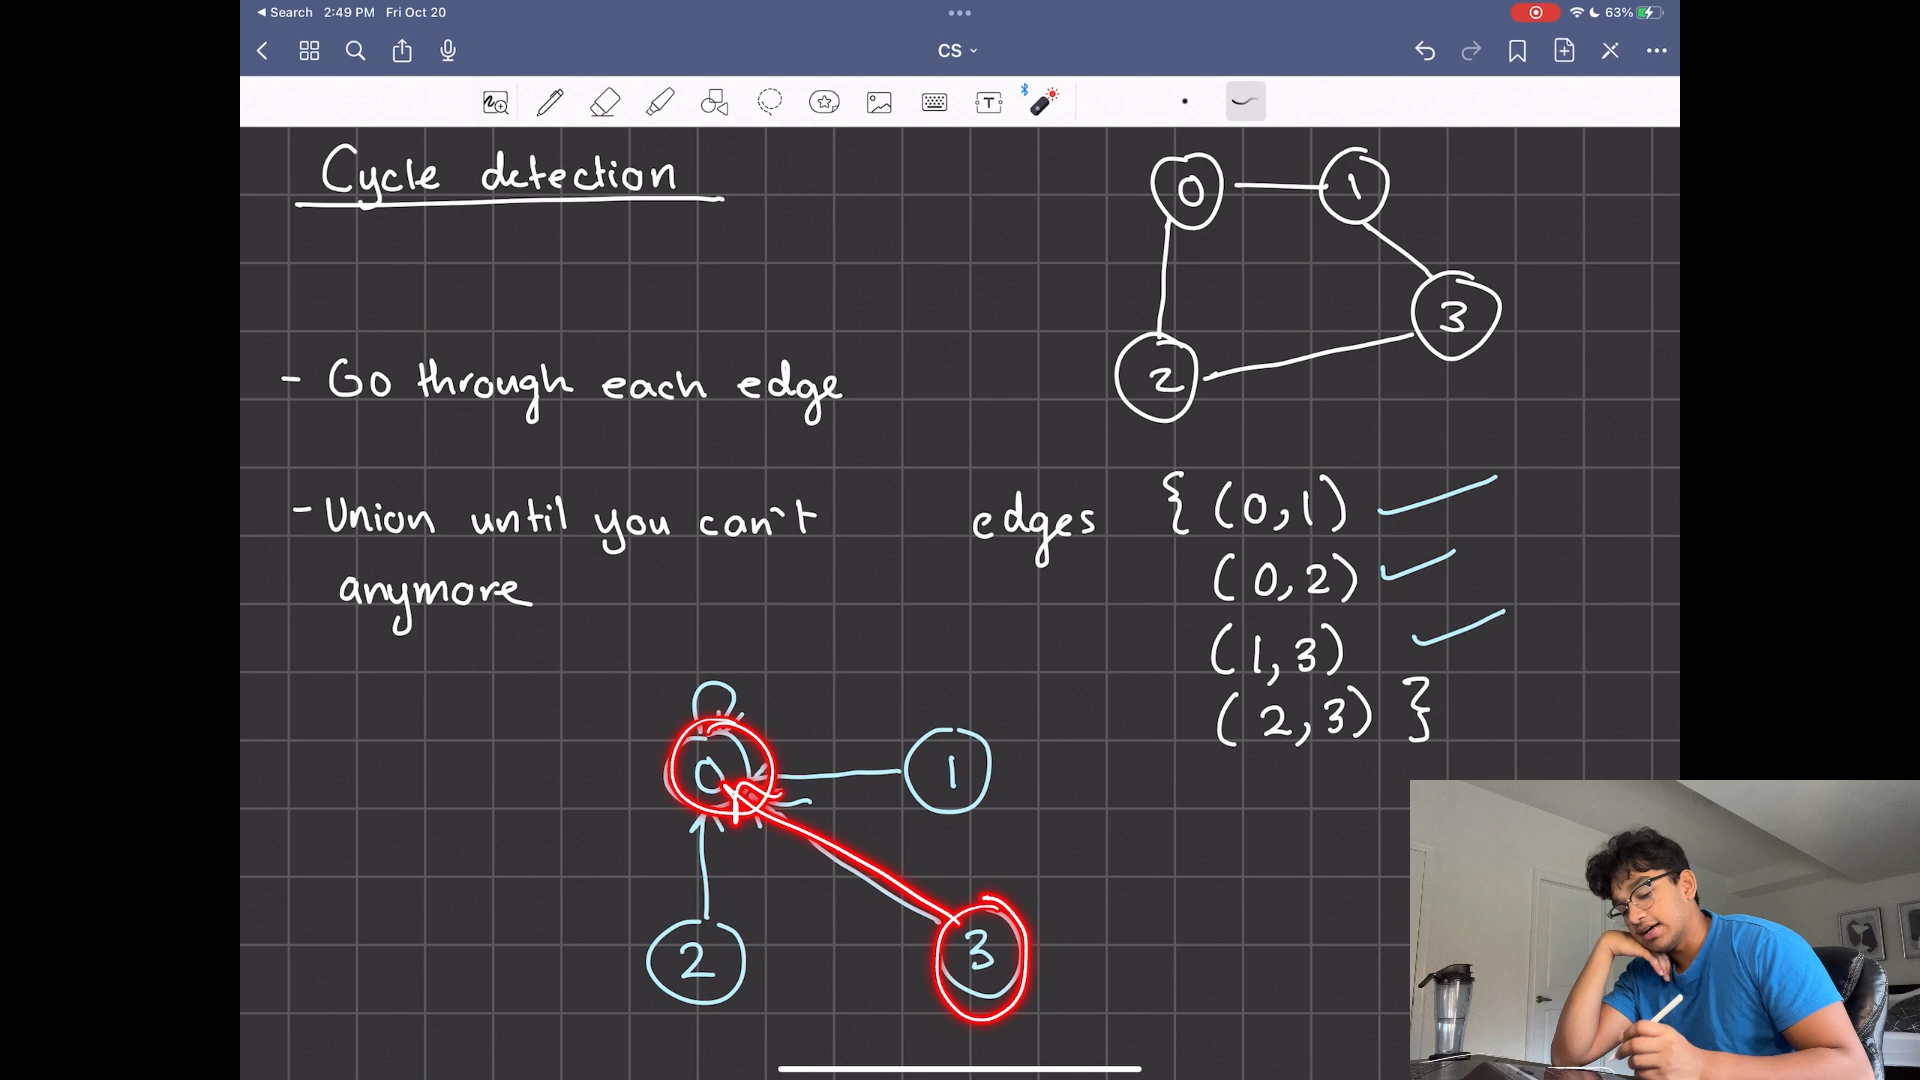 Search 2:49 PM Fri Oct 20
63%
CS
T
Cycle detection
0
1
3
2
- Go through each edge
- Union until you can't
anymore
edges { (0,1)
(0,2)
(1,3)
(2,3) }
0
1
2
3